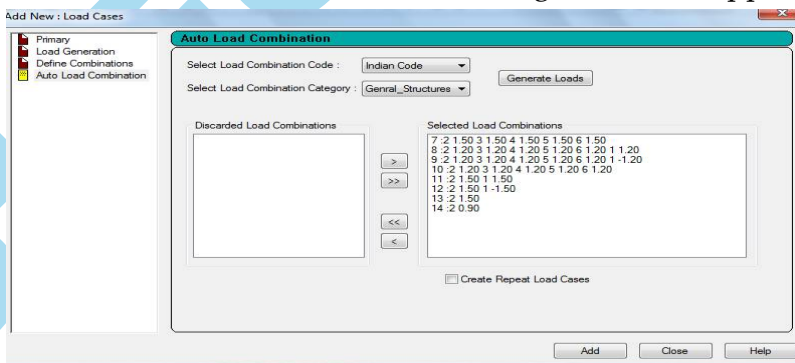 Add New : Load Cases
Primary
Load Generation
Define Combinations
Auto Load Combination
Auto Load Combination
Select Load Combination Code : Indian Code
Select Load Combination Category : Genral_Structures
Generate Loads
Discarded Load Combinations
Selected Load Combinations
7 :2 1.50 3 1.50 4 1.50 5 1.50 6 1.50
8 :2 1.20 3 1.20 4 1.20 5 1.20 6 1.20 1 1.20
9 :2 1.20 3 1.20 4 1.20 5 1.20 6 1.20 1 -1.20
10 :2 1.20 3 1.20 4 1.20 5 1.20 6 1.20
11 :2 1.50 1 1.50
12 :2 1.50 1 -1.50
13 :2 1.50
14 :2 0.90
>
>>
<<
<
Create Repeat Load Cases
Add Close Help